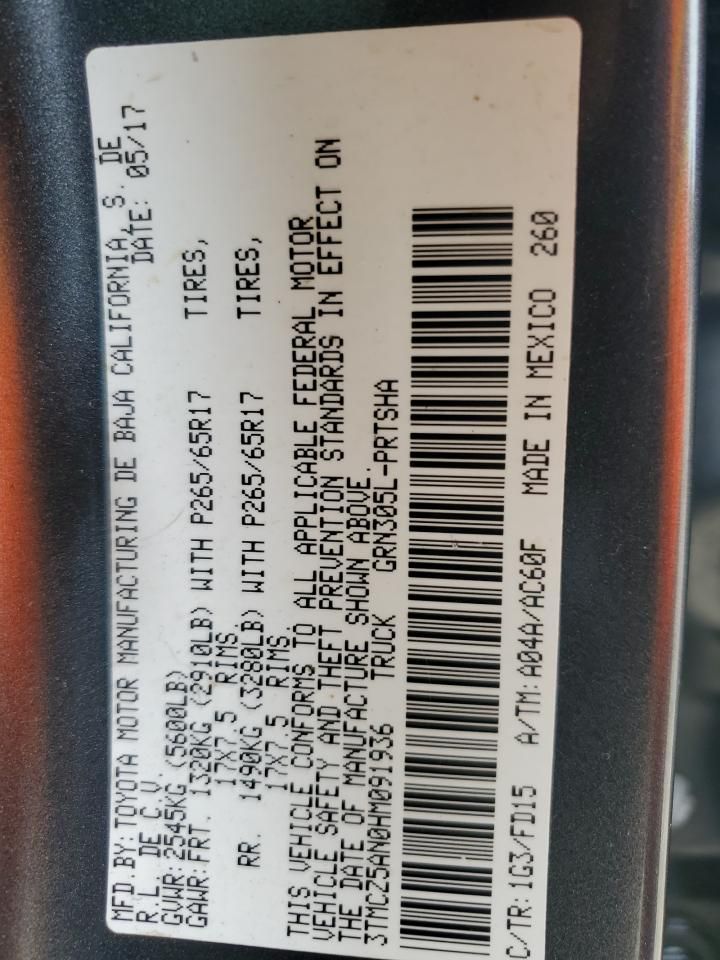 MFD.BY: TOYOTA MOTOR MANUFACTURING DE BAJA CALIFORNIA, S. DE
R.L. DE C.V. DATE: 05/17
GVWR:2545KG (5600LB)
GAWR:FRT. 1320KG (2910LB) WITH P265/65R17 TIRES,
17X7.5 RIMS.
RR. 1490KG (3280LB) WITH P265/65R17 TIRES,
17X7.5 RIMS.
THIS VEHICLE CONFORMS TO ALL APPLICABLE FEDERAL MOTOR
VEHICLE SAFETY AND THEFT PREVENTION STANDARDS IN EFFECT ON
THE DATE OF MANUFACTURE SHOWN ABOVE.
3TMCZ5AN0HM091936 TRUCK GRN305L-PRTSHA
C/TR:1G3/FD15 A/TM:A04A/AC60F MADE IN MEXICO 260